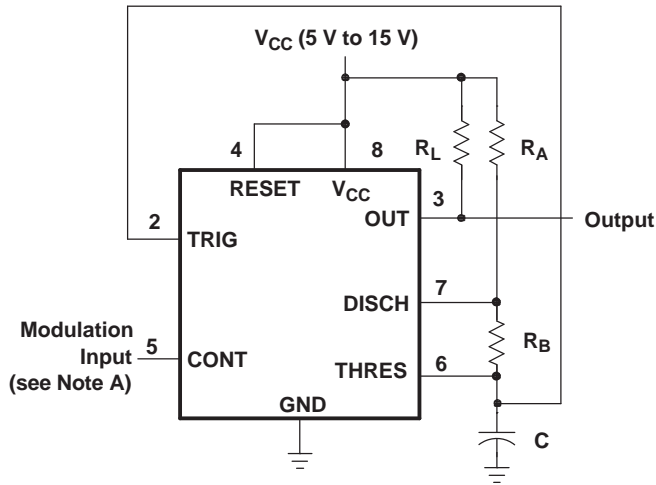 V_CC (5 V to 15 V)
4
8
R_L
R_A
RESET
V_CC
3
2
OUT
Output
TRIG
7
DISCH
Modulation
Input
(see Note A)
5
CONT
R_B
6
THRES
GND
C